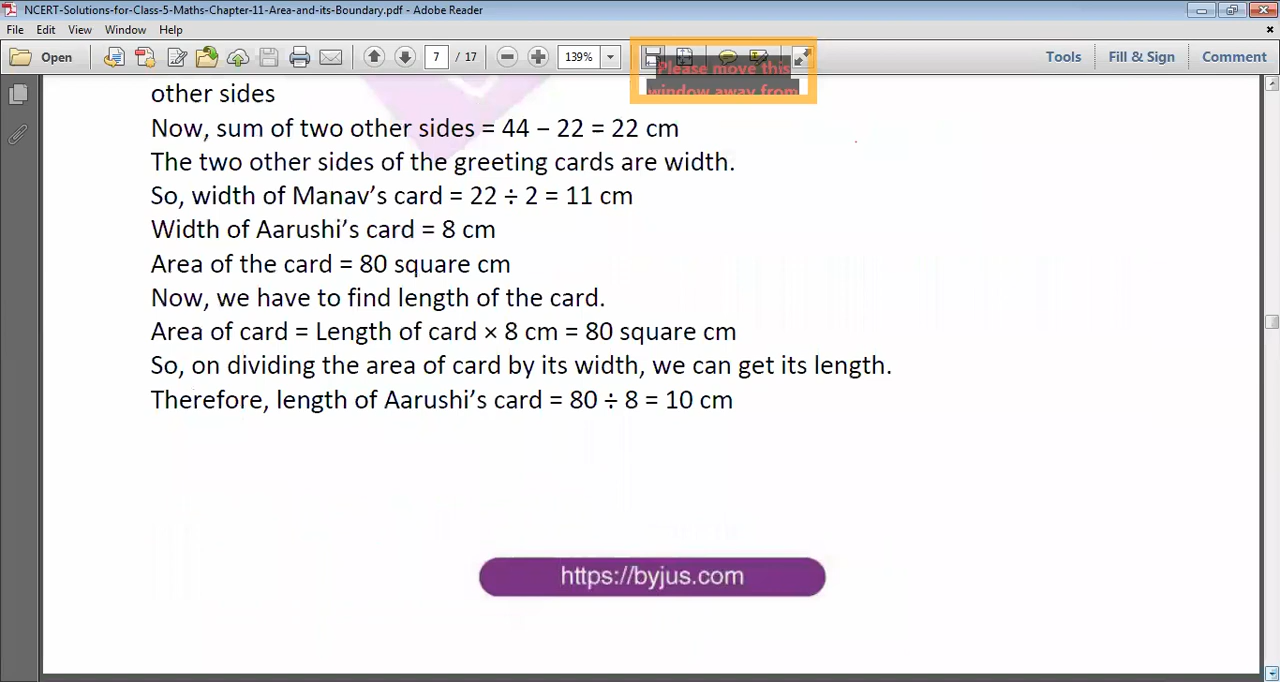 NCERT-Solutions-for-Class-5-Maths-Chapter-11-Area-and-its-Boundary.pdf - Adobe Reader
File Edit View Window Help
Open 7 / 17 139% Tools Fill & Sign Comment
Please move this
window away from
other sides
Now, sum of two other sides = 44 − 22 = 22 cm
The two other sides of the greeting cards are width.
So, width of Manav’s card = 22 ÷ 2 = 11 cm
Width of Aarushi’s card = 8 cm
Area of the card = 80 square cm
Now, we have to find length of the card.
Area of card = Length of card × 8 cm = 80 square cm
So, on dividing the area of card by its width, we can get its length.
Therefore, length of Aarushi’s card = 80 ÷ 8 = 10 cm
https://byjus.com